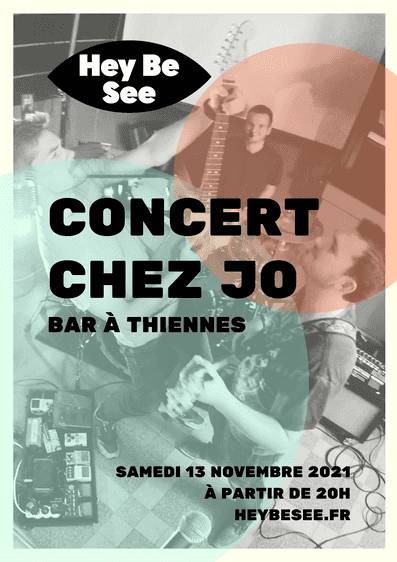 Hey Be
See
CONCERT
CHEZ JO
BAR À THIENNES
SAMEDI 13 NOVEMBRE 2021
À PARTIR DE 20H
HEYBESEE.FR